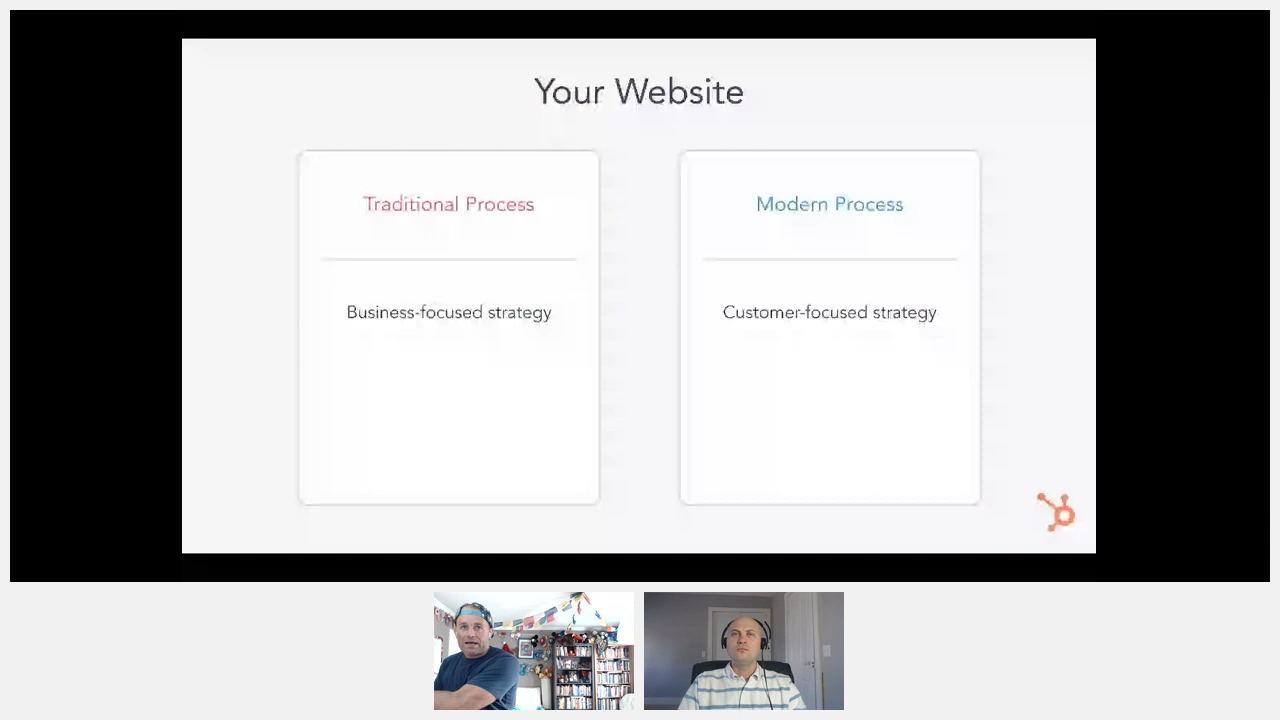 Your Website
Traditional Process
Modern Process
Business-focused strategy
Customer-focused strategy